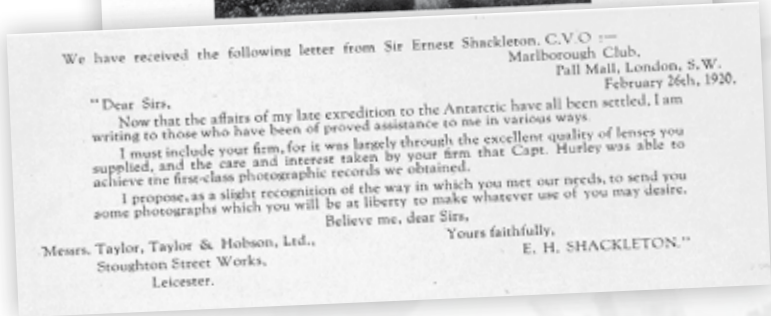 We have received the following letter from Sir Ernest Shackleton, C.V.O :—
Marlborough Club,
Pall Mall, London, S.W.
February 26th, 1920.
"Dear Sirs,
Now that the affairs of my late expedition to the Antarctic have all been settled, I am
writing to those who have been of proved assistance to me in various ways.
I must include your firm, for it was largely through the excellent quality of lenses you
supplied, and the care and interest taken by your firm that Capt. Hurley was able to
achieve the first-class photographic records we obtained.
I propose, as a slight recognition of the way in which you met our needs, to send you
some photographs which you will be at liberty to make whatever use of you may desire.
Believe me, dear Sirs,
Yours faithfully,
E. H. SHACKLETON."
Messrs. Taylor, Taylor & Hobson, Ltd.,
Stoughton Street Works,
Leicester.